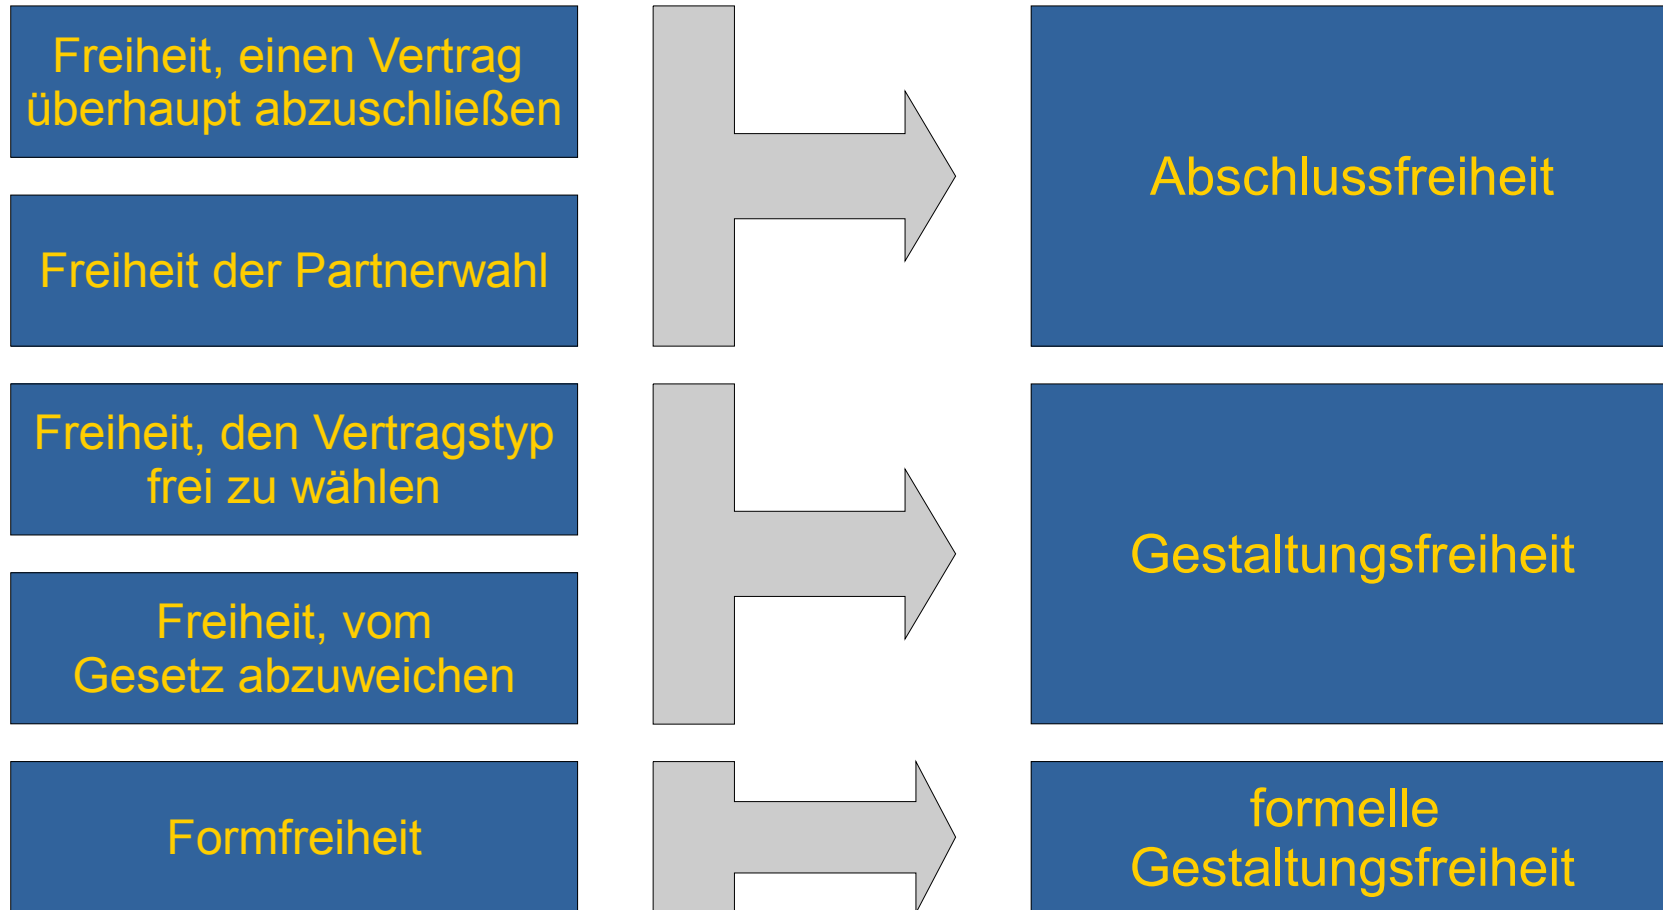 Freiheit, einen Vertrag
überhaupt abzuschließen
Freiheit der Partnerwahl
Abschlussfreiheit
Freiheit, den Vertragstyp
frei zu wählen
Freiheit, vom
Gesetz abzuweichen
Gestaltungsfreiheit
Formfreiheit
formelle
Gestaltungsfreiheit